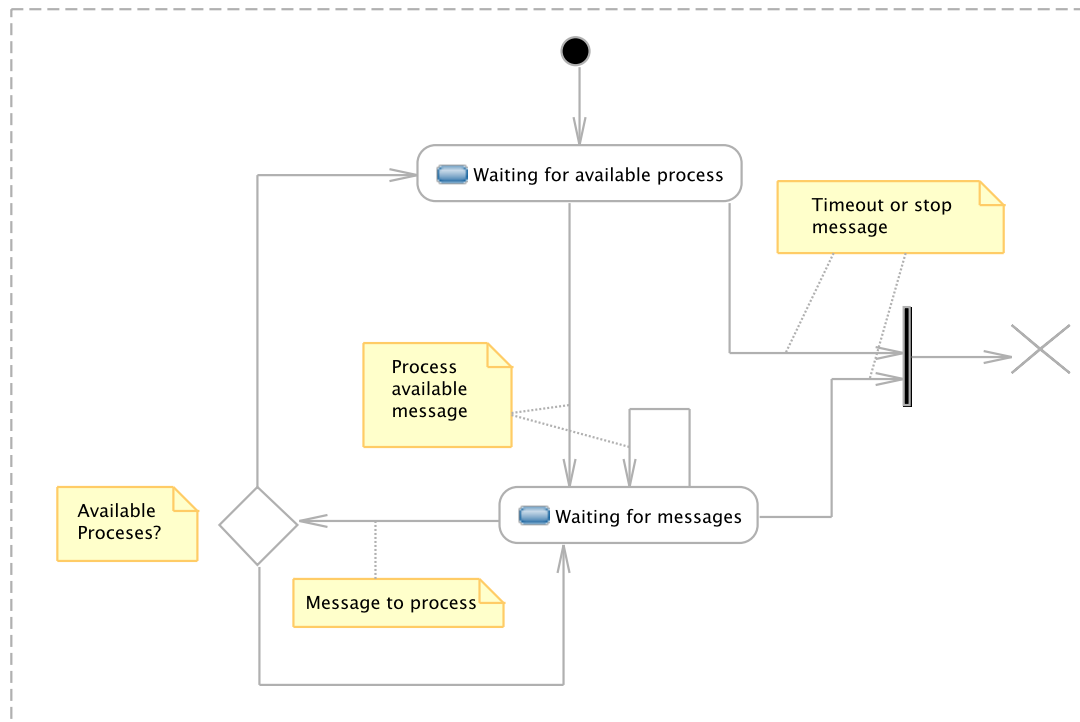 Waiting for available process
Timeout or stop
message
Process
available
message
Available
Proceses?
Waiting for messages
Message to process